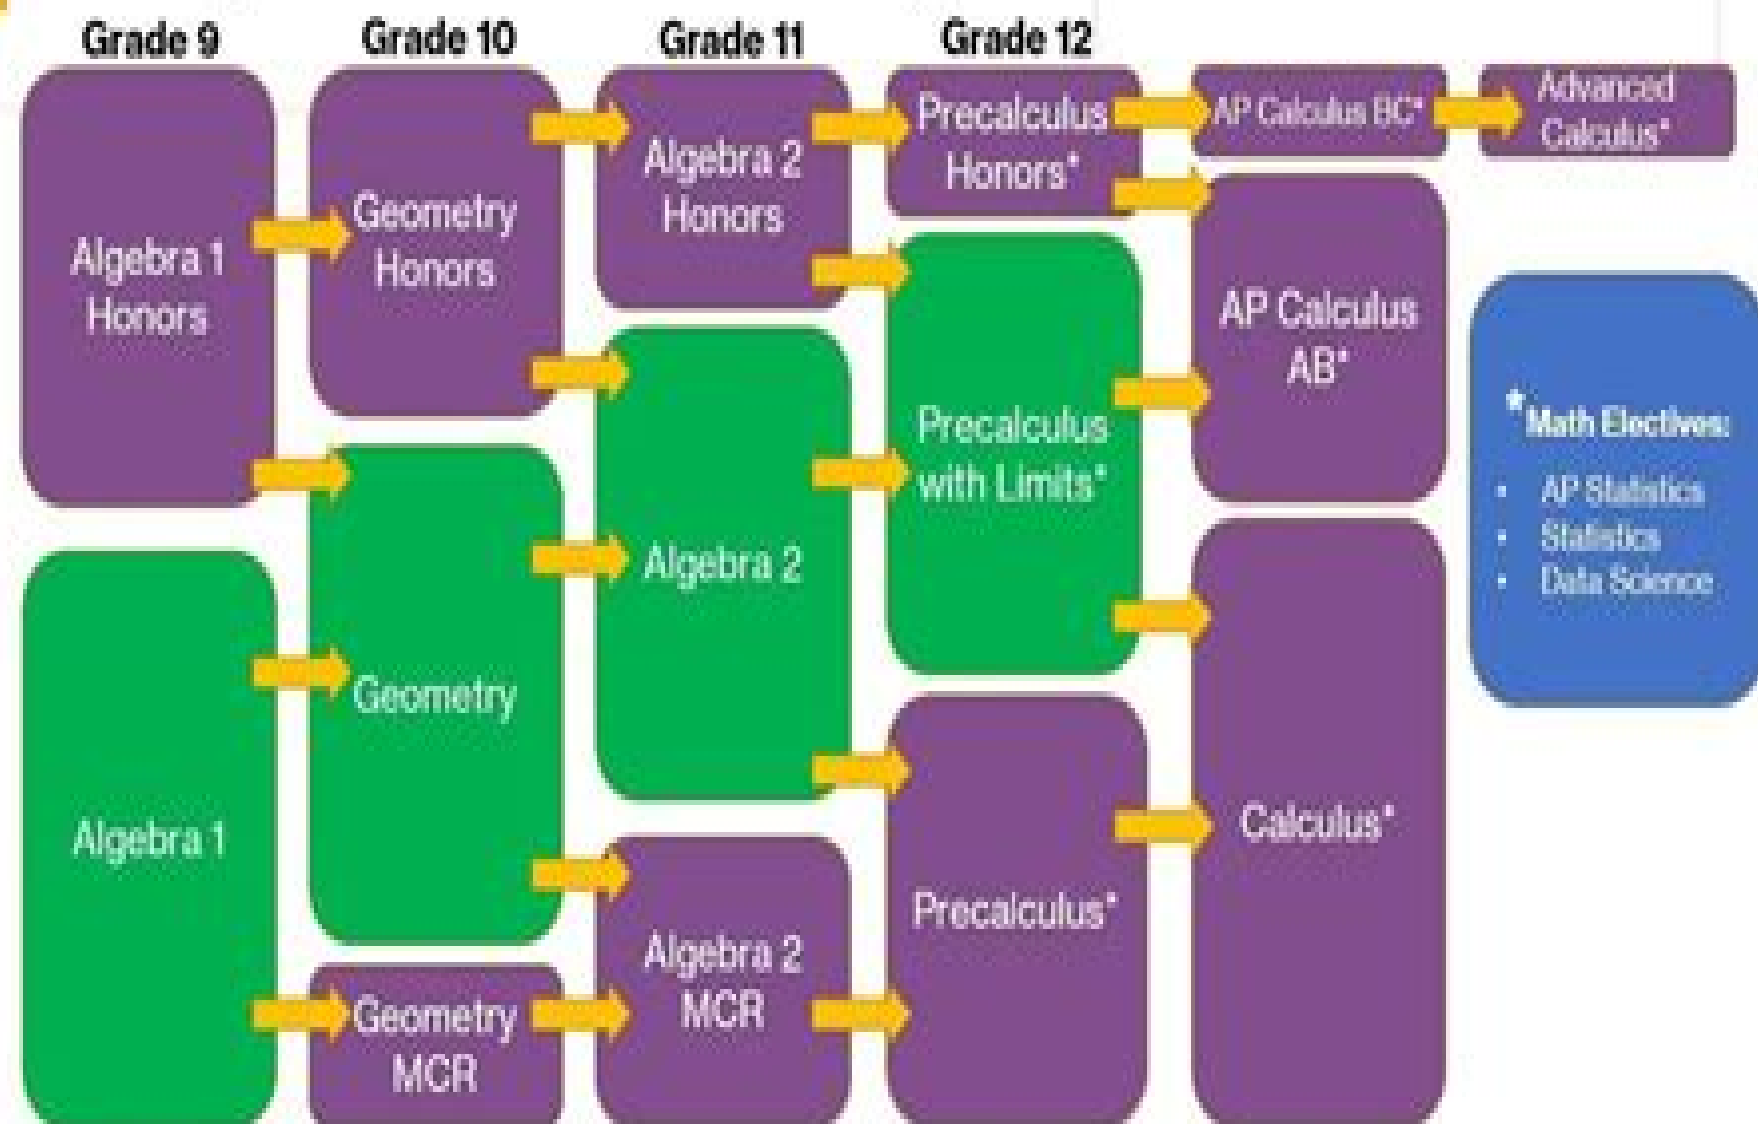 Grade 9
Grade 10
Grade 11
Grade 12
Algebra 1
Honors
Algebra 1
Geometry
Honors
Geometry
Geometry
MCR
Algebra 2
Honors
Algebra 2
Algebra 2
MCR
Precalculus
Honors*
Precalculus
with Limits*
Precalculus*
AP Calculus BC*
AP Calculus
AB*
Calculus*
Advanced
Calculus*
*Math Electives:
• AP Statistics
• Statistics
• Data Science